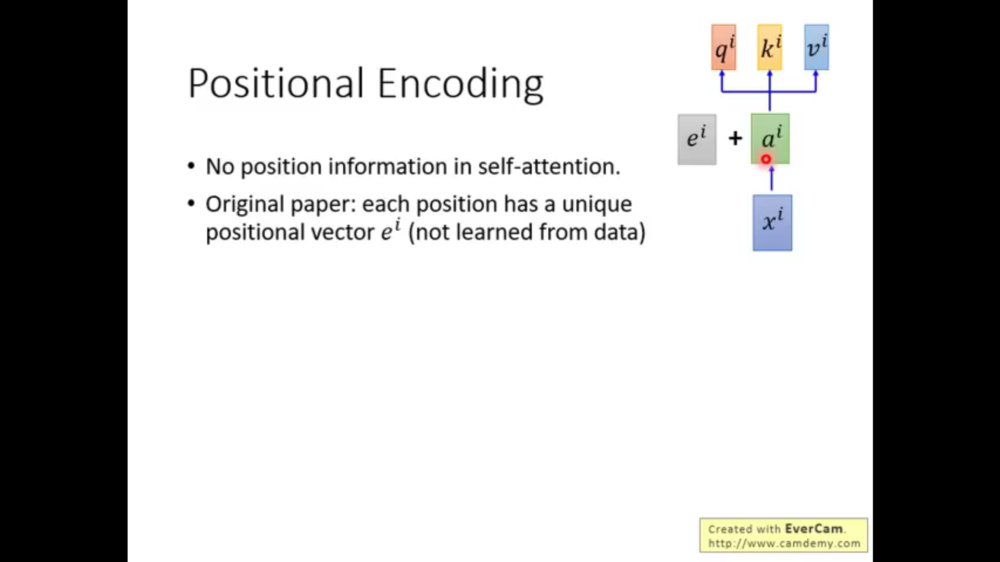 q^i k^i v^i
Positional Encoding
e^i + a^i
• No position information in self-attention.
• Original paper: each position has a unique
positional vector e^i (not learned from data)
x^i
Created with EverCam.
http://www.camdemy.com